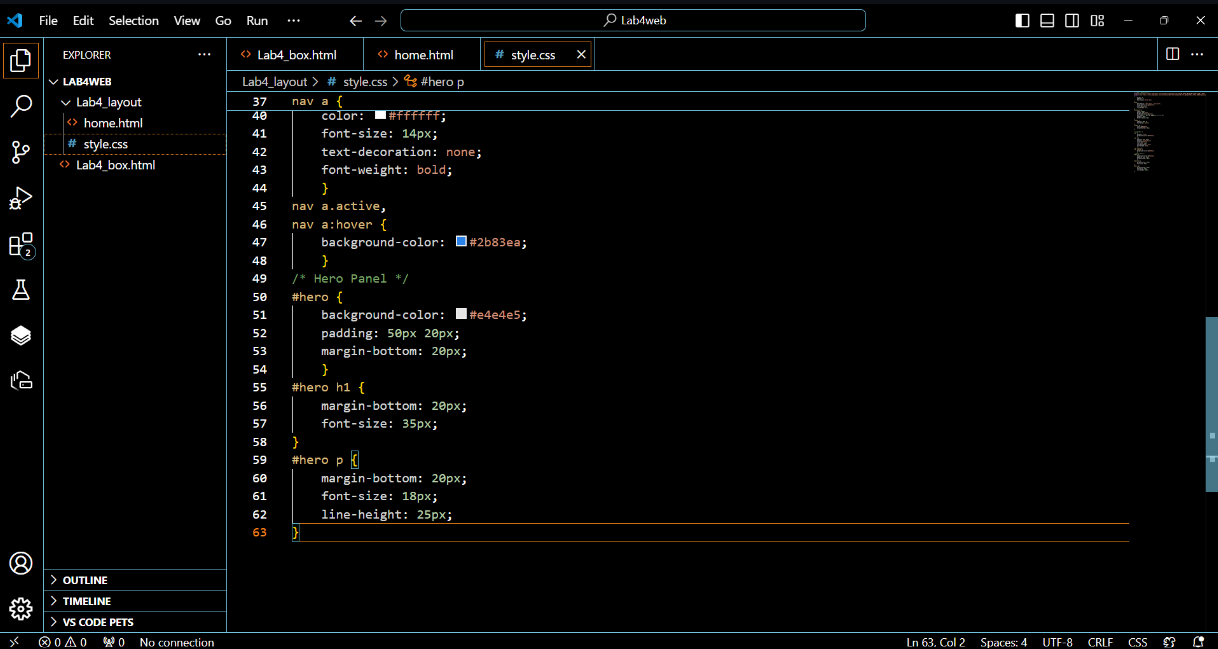 File Edit Selection View Go Run ···
Lab4web
EXPLORER ···
LAB4WEB
Lab4_layout
<> home.html
# style.css
<> Lab4_box.html
OUTLINE
TIMELINE
VS CODE PETS
2
<> Lab4_box.html <> home.html # style.css ×
Lab4_layout > # style.css > #hero p
37 nav a {
40 color: #ffffff;
41 font-size: 14px;
42 text-decoration: none;
43 font-weight: bold;
44 }
45 nav a.active,
46 nav a:hover {
47 background-color: #2b83ea;
48 }
49 /* Hero Panel */
50 #hero {
51 background-color: #e4e4e5;
52 padding: 50px 20px;
53 margin-bottom: 20px;
54 }
55 #hero h1 {
56 margin-bottom: 20px;
57 font-size: 35px;
58 }
59 #hero p {
60 margin-bottom: 20px;
61 font-size: 18px;
62 line-height: 25px;
63 }
0 0 0 No connection Ln 63, Col 2 Spaces: 4 UTF-8 CRLF CSS